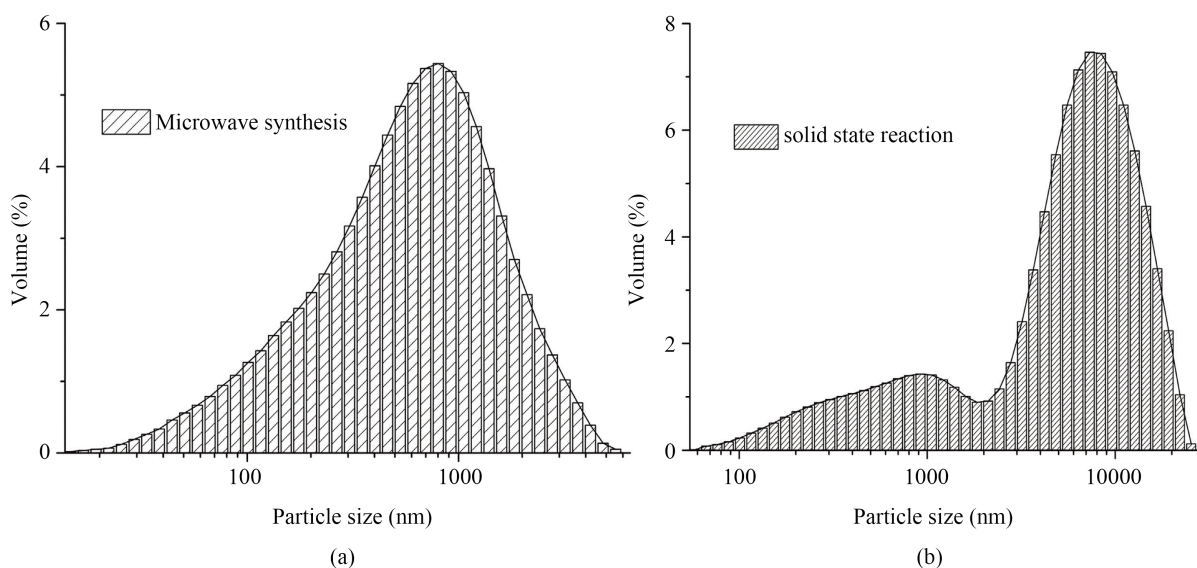 6
4
2
0
Volume (%)
Microwave synthesis
100
1000
Particle size (nm)
(a)
8
6
4
2
0
Volume (%)
solid state reaction
100
1000
10000
Particle size (nm)
(b)